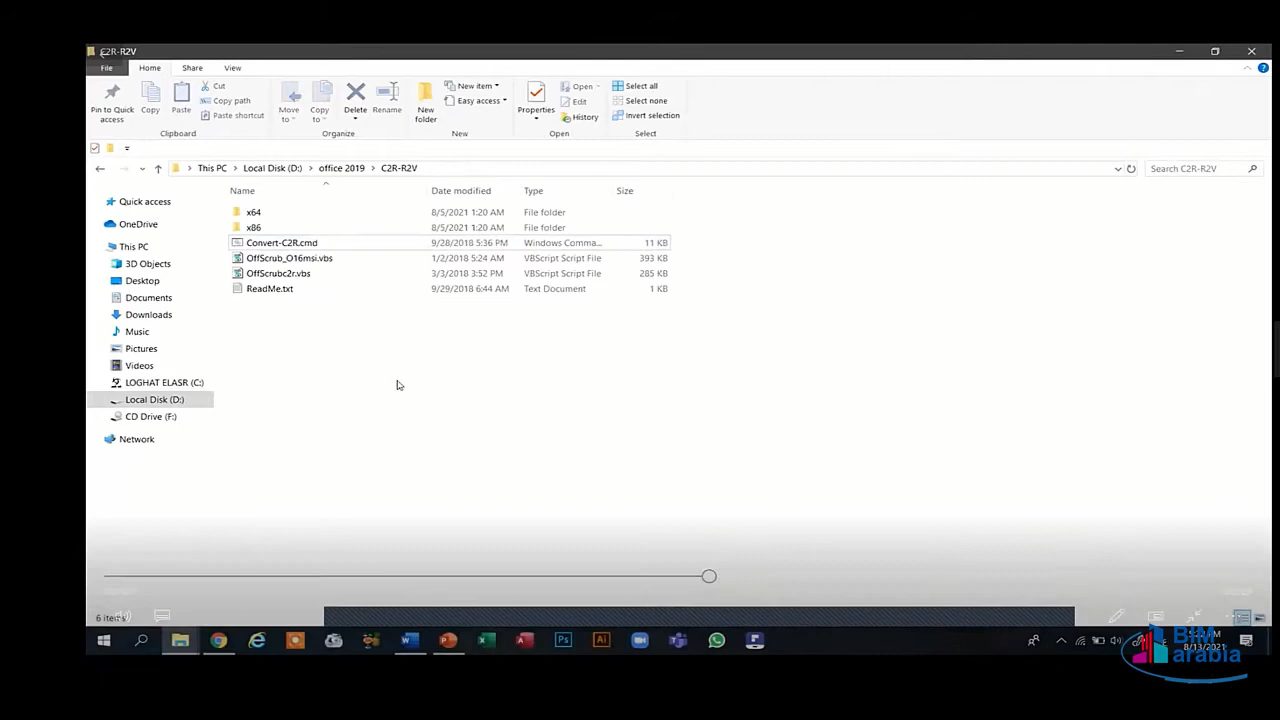 C2R-R2V
File Home Share View
Pin to Quick access
Copy
Paste
Cut
Copy path
Paste shortcut
Clipboard
Move to
Copy to
Delete
Rename
Organize
New folder
New item
Easy access
New
Properties
Open
Edit
History
Open
Select all
Select none
Invert selection
Select
This PC > Local Disk (D:) > office 2019 > C2R-R2V
Search C2R-R2V
Name Date modified Type Size
x64 8/5/2021 1:20 AM File folder
x86 8/5/2021 1:20 AM File folder
Convert-C2R.cmd 9/28/2018 5:36 PM Windows Comma... 11 KB
OffScrub_O16msi.vbs 1/2/2018 5:24 AM VBScript Script File 393 KB
OffScrubc2r.vbs 3/3/2018 3:52 PM VBScript Script File 285 KB
ReadMe.txt 9/29/2018 6:44 AM Text Document 1 KB
Quick access
OneDrive
This PC
3D Objects
Desktop
Documents
Downloads
Music
Pictures
Videos
LOGHAT ELASR (C:)
Local Disk (D:)
CD Drive (F:)
Network
6 items
Ps
Ai
8/13/2021
BIM
arabia